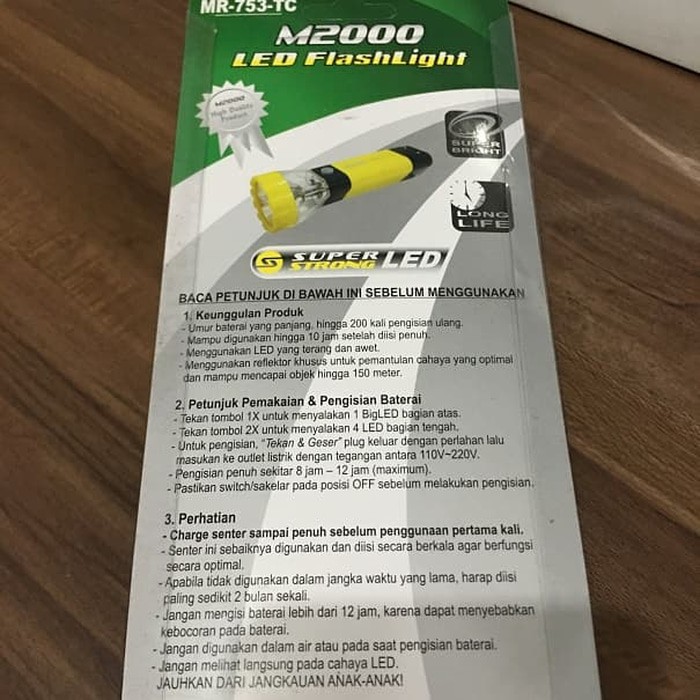 MR-753-TC
M2000
LED FlashLight
M2000
High Quality
Product
SUPER
BRIGHT
LONG
LIFE
SUPER
STRONG LED
BACA PETUNJUK DI BAWAH INI SEBELUM MENGGUNAKAN
1. Keunggulan Produk
- Umur baterai yang panjang, hingga 200 kali pengisian ulang.
- Mampu digunakan hingga 10 jam setelah diisi penuh.
- Menggunakan LED yang terang dan awet.
- Menggunakan reflektor khusus untuk pemantulan cahaya yang optimal
dan mampu mencapai objek hingga 150 meter.
2. Petunjuk Pemakaian & Pengisian Baterai
- Tekan tombol 1X untuk menyalakan 1 BigLED bagian atas.
- Tekan tombol 2X untuk menyalakan 4 LED bagian tengah.
- Untuk pengisian, "Tekan & Geser" plug keluar dengan perlahan lalu
masukan ke outlet listrik dengan tegangan antara 110V~220V.
- Pengisian penuh sekitar 8 jam – 12 jam (maximum).
- Pastikan switch/sakelar pada posisi OFF sebelum melakukan pengisian.
3. Perhatian
- Charge senter sampai penuh sebelum penggunaan pertama kali.
- Senter ini sebaiknya digunakan dan diisi secara berkala agar berfungsi
secara optimal.
- Apabila tidak digunakan dalam jangka waktu yang lama, harap diisi
paling sedikit 2 bulan sekali.
- Jangan mengisi baterai lebih dari 12 jam, karena dapat menyebabkan
kebocoran pada baterai.
- Jangan digunakan dalam air atau pada saat pengisian baterai.
- Jangan melihat langsung pada cahaya LED.
JAUHKAN DARI JANGKAUAN ANAK-ANAK!